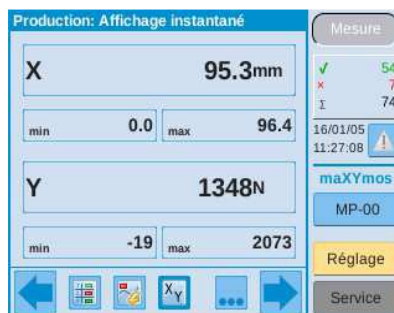 Production: Affichage instantané
X 95.3mm
min 0.0 max 96.4
Y 1348N
min -19 max 2073
XY
Mesure
✓ 54
× 7
Σ 74
16/01/05
11:27:08
maXYmos
MP-00
Réglage
Service